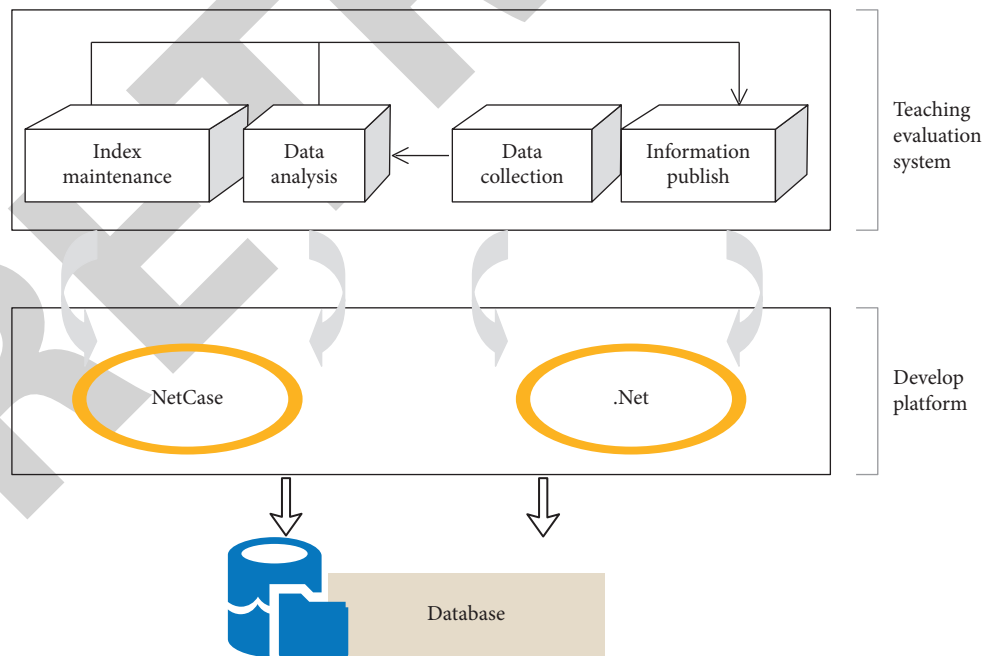 Index
maintenance
Data
analysis
Data
collection
Information
publish
Teaching
evaluation
system
NetCase
.Net
Develop
platform
Database